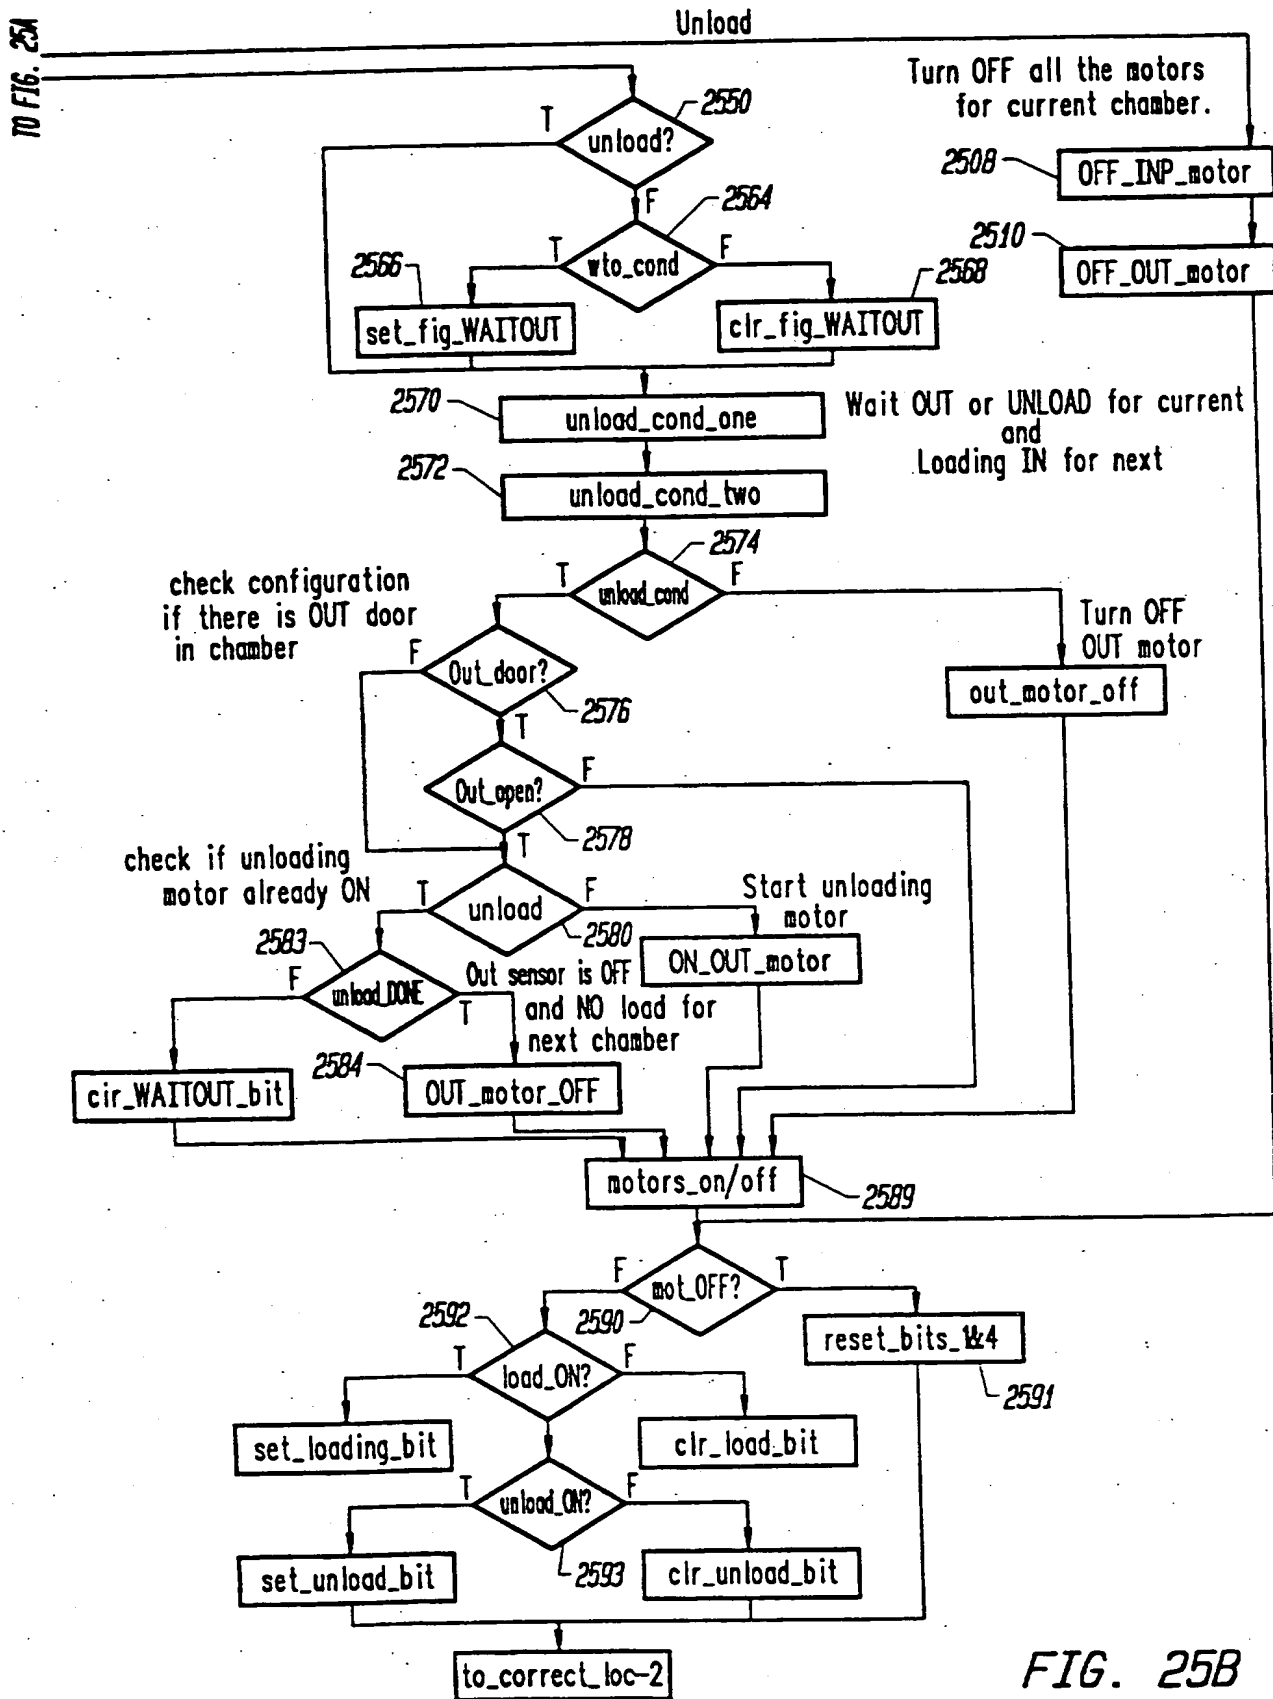 TO FIG. 25A
Unload
Turn OFF all the motors
for current chamber.
2550
T
unload?
2508
OFF_INP_motor
F
2564
2510
OFF_OUT_motor
T
wto_cond
F
2566
2568
set_fig_WAITOUT
clr_fig_WAITOUT
2570
unload_cond_one
Wait OUT or UNLOAD for current
and
Loading IN for next
2572
unload_cond_two
2574
T
unload_cond
F
check configuration
if there is OUT door
in chamber
Turn OFF
OUT motor
F
Out_door?
2576
out_motor_off
T
Out_open?
F
2578
T
check if unloading
motor already ON
T
unload
F
2580
Start unloading
motor
ON_OUT_motor
2583
F
unload_DONE
T
Out sensor is OFF
and NO load for
next chamber
2584
cir_WAITOUT_bit
OUT_motor_OFF
motors_on/off
2589
F
mot_OFF?
T
2590
reset_bits_1&4
2591
2592
T
load_ON?
F
set_loading_bit
clr_load_bit
T
unload_ON?
F
2593
set_unload_bit
clr_unload_bit
to_correct_loc-2
FIG. 25B